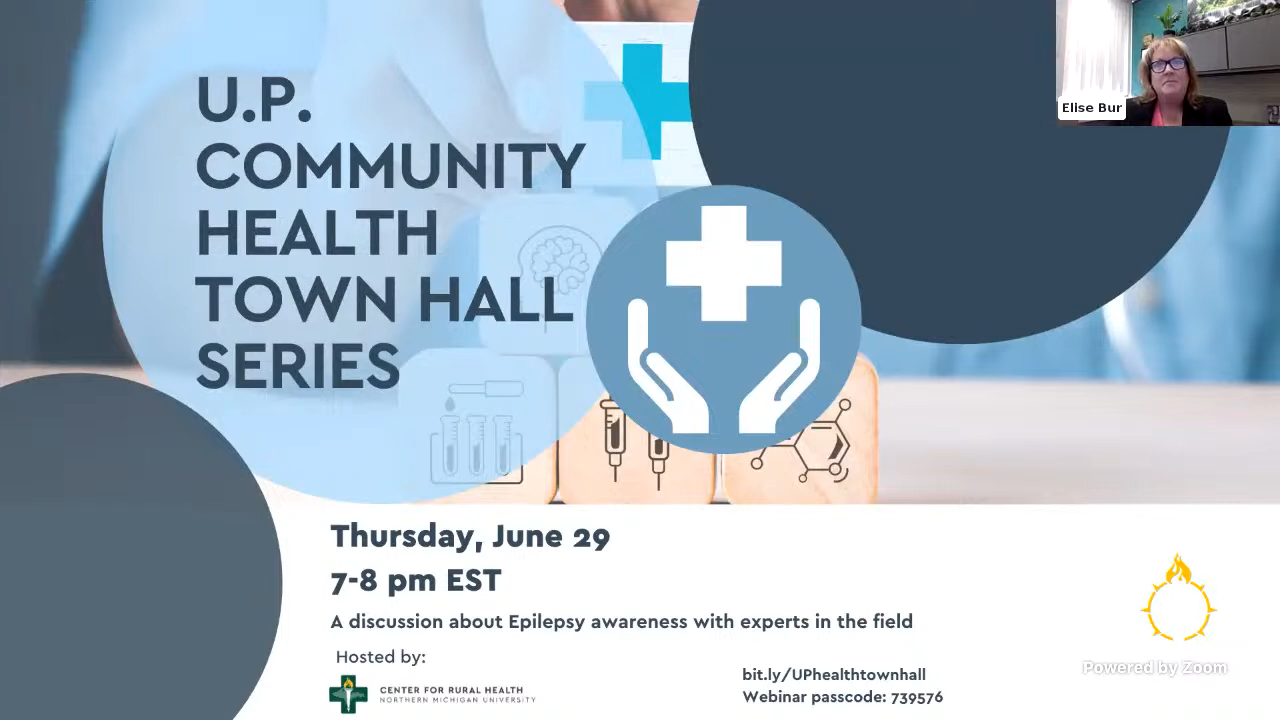 U.P.
COMMUNITY
HEALTH
TOWN HALL
SERIES
Elise Bur
Thursday, June 29
7-8 pm EST
A discussion about Epilepsy awareness with experts in the field
Hosted by:
CENTER FOR RURAL HEALTH
NORTHERN MICHIGAN UNIVERSITY
bit.ly/UPhealthtownhall
Webinar passcode: 739576
Powered by Zoom